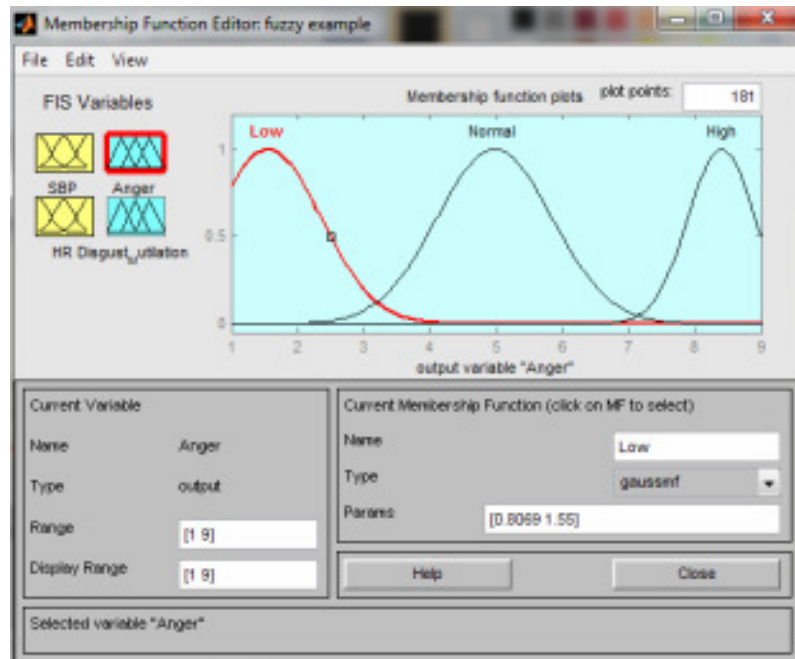 Membership Function Editor: fuzzy example
File Edit View
FIS Variables
SBP Anger
HR Disgust_Mutilation
Membership function plots plot points: 181
Low Normal High
1
0.5
0
1 2 3 4 5 6 7 8 9
output variable "Anger"
Current Variable
Name Anger
Type output
Range [1 9]
Display Range [1 9]
Current Membership Function (click on MF to select)
Name Low
Type gaussmf
Params [0.8069 1.55]
Help Close
Selected variable "Anger"